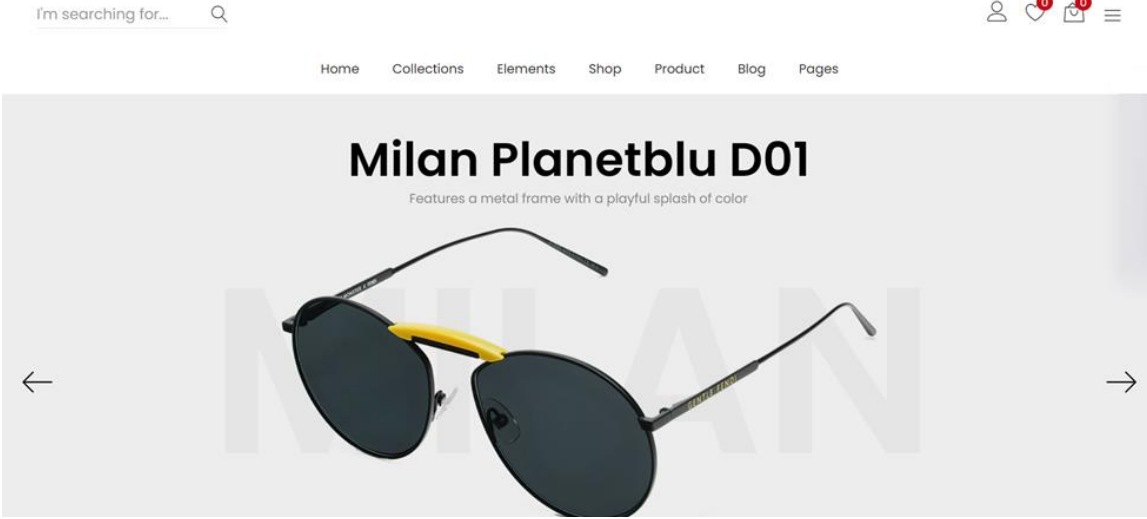 I'm searching for...
0
0
Home Collections Elements Shop Product Blog Pages
Milan Planetblu D01
Features a metal frame with a playful splash of color
MILAN
GENTLE FENDI